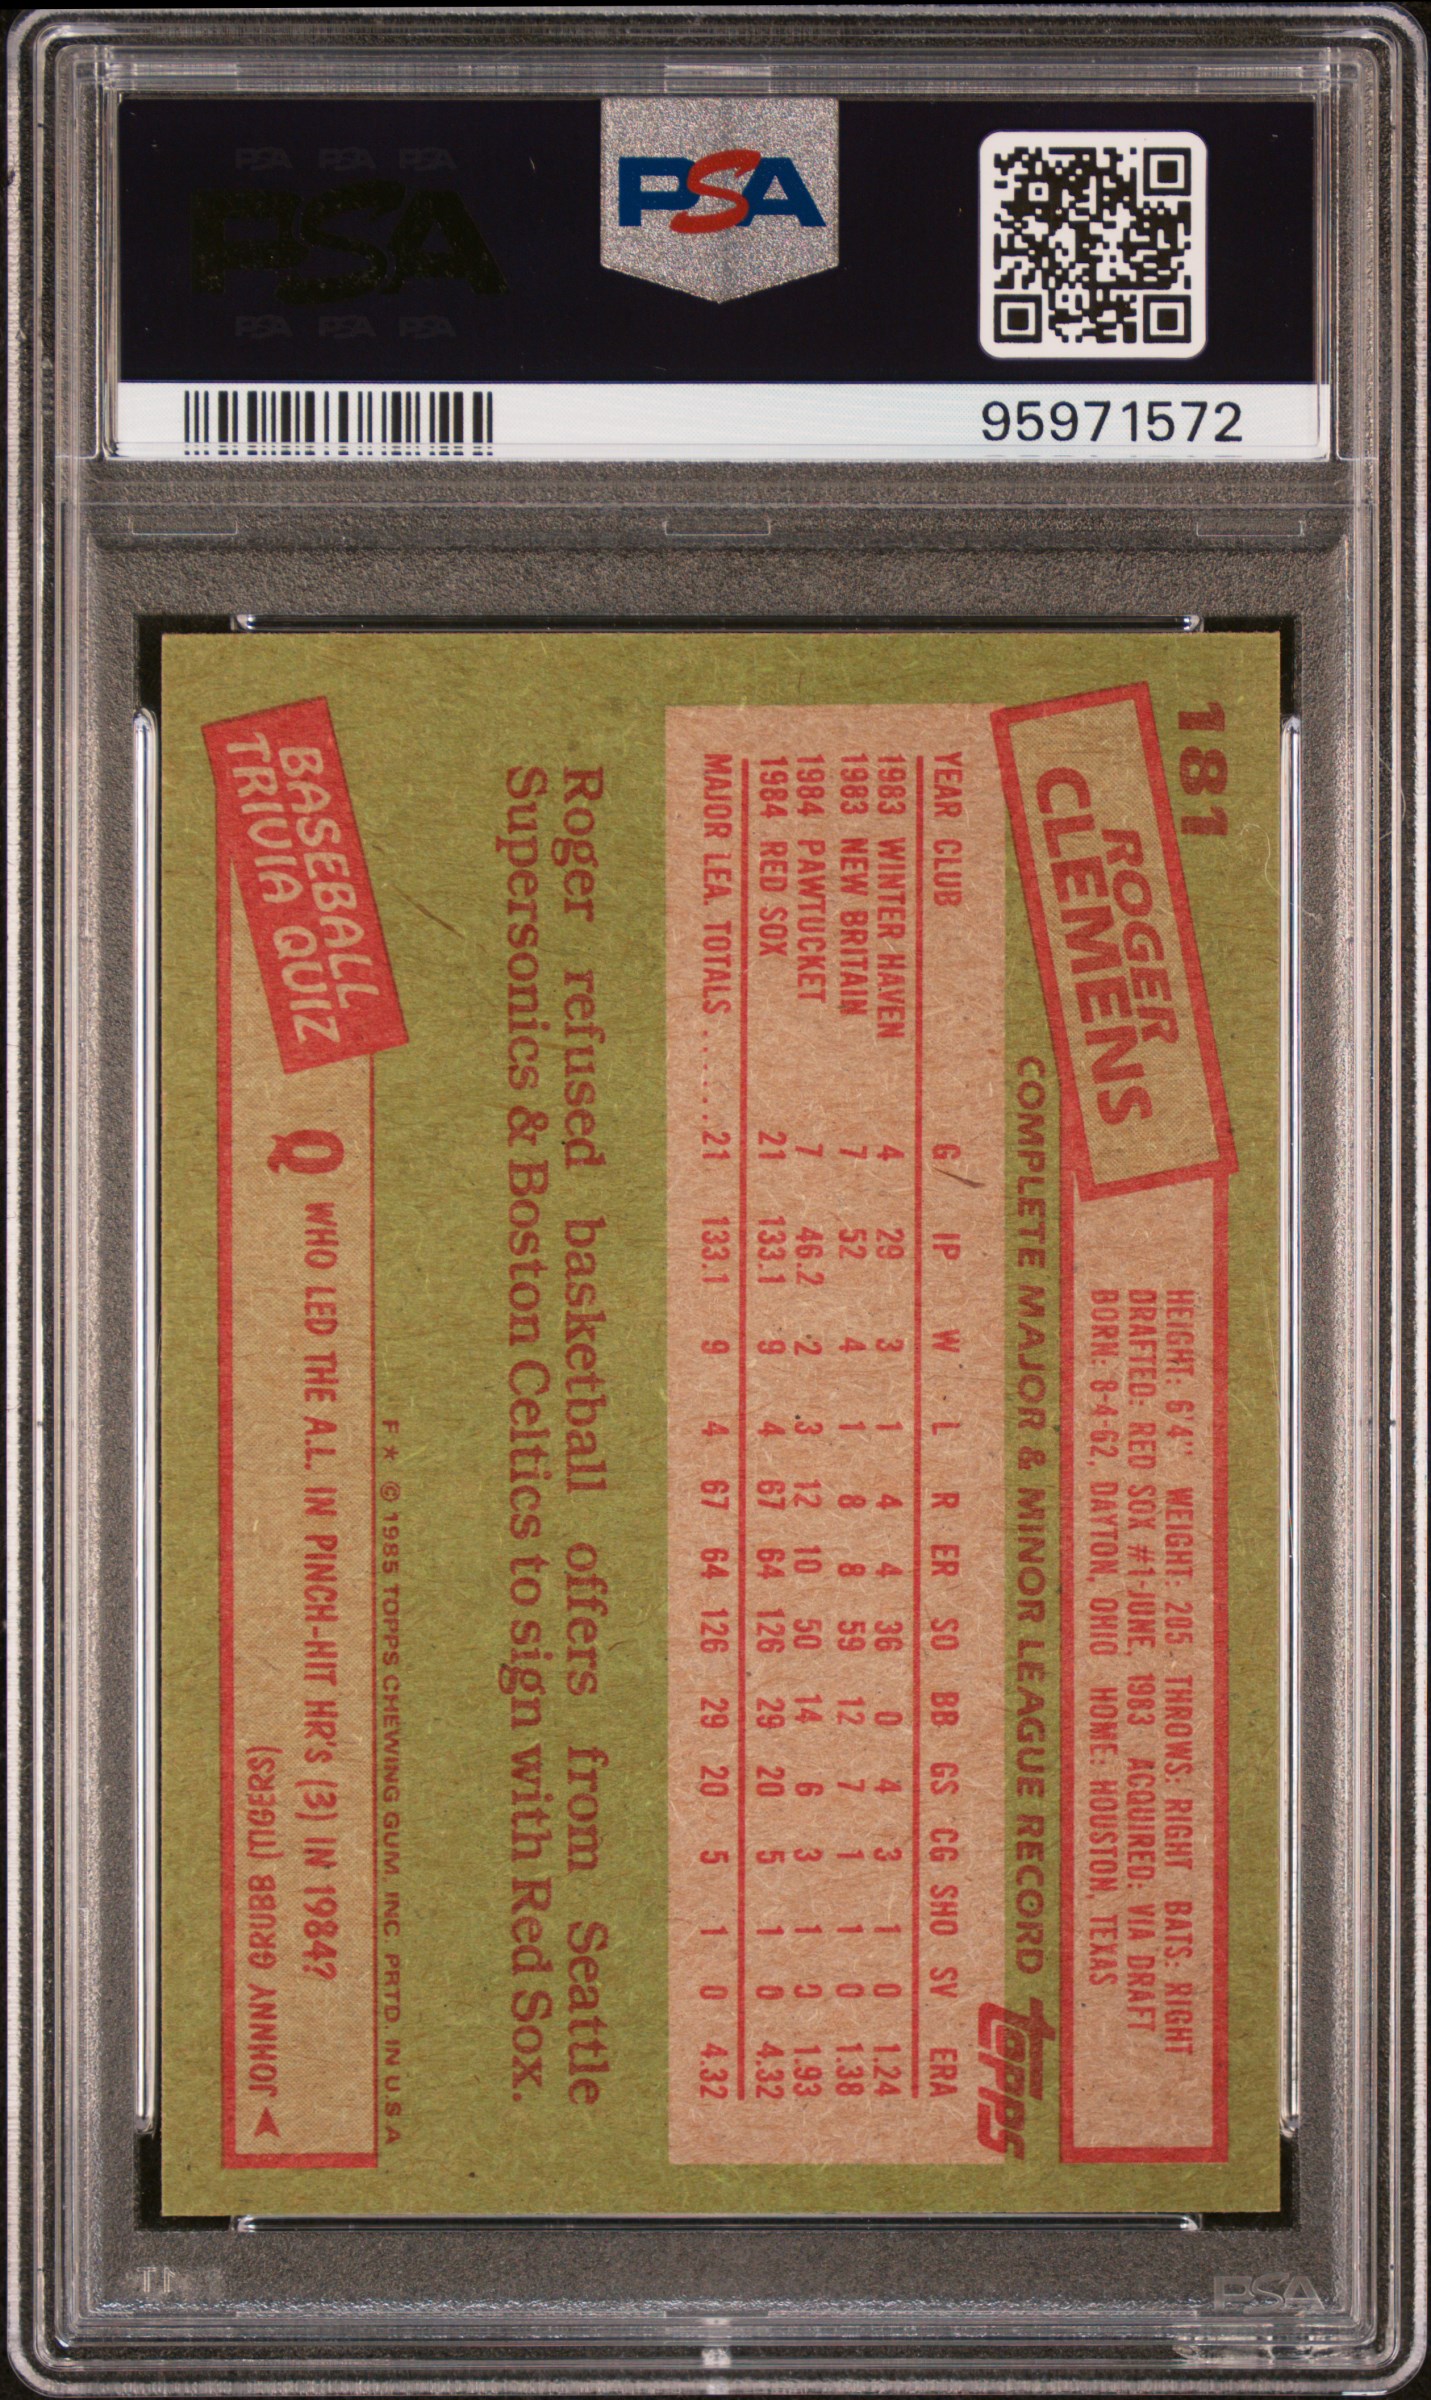 PSA PSA PSA
PSA
PSA PSA PSA
PSA
95971572
181
ROGER
CLEMENS
HEIGHT: 6'4" WEIGHT: 205 THROWS: RIGHT BATS: RIGHT
DRAFTED: RED SOX #1-JUNE, 1983 ACQUIRED: VIA DRAFT
BORN: 8-4-62, DAYTON, OHIO HOME: HOUSTON, TEXAS
COMPLETE MAJOR & MINOR LEAGUE RECORD topps
YEAR CLUB G IP W L R ER SO BB GS CG SHO SV ERA
1983 WINTER HAVEN 4 29 3 1 4 4 36 0 4 3 1 0 1.24
1983 NEW BRITAIN 7 52 4 1 8 8 59 12 7 1 1 0 1.38
1984 PAWTUCKET 7 46.2 2 3 12 10 50 14 6 3 1 0 1.93
1984 RED SOX 21 133.1 9 4 67 64 126 29 20 5 1 0 4.32
MAJOR LEA. TOTALS ......21 133.1 9 4 67 64 126 29 20 5 1 0 4.32
Roger refused basketball offers from Seattle
Supersonics & Boston Celtics to sign with Red Sox.
F★ © 1985 TOPPS CHEWING GUM, INC. PRTD. IN U.S.A
BASEBALL
TRIVIA QUIZ
Q WHO LED THE A.L. IN PINCH-HIT HR'S (3) IN 1984?
JOHNNY GRUBB (TIGERS)
PSA